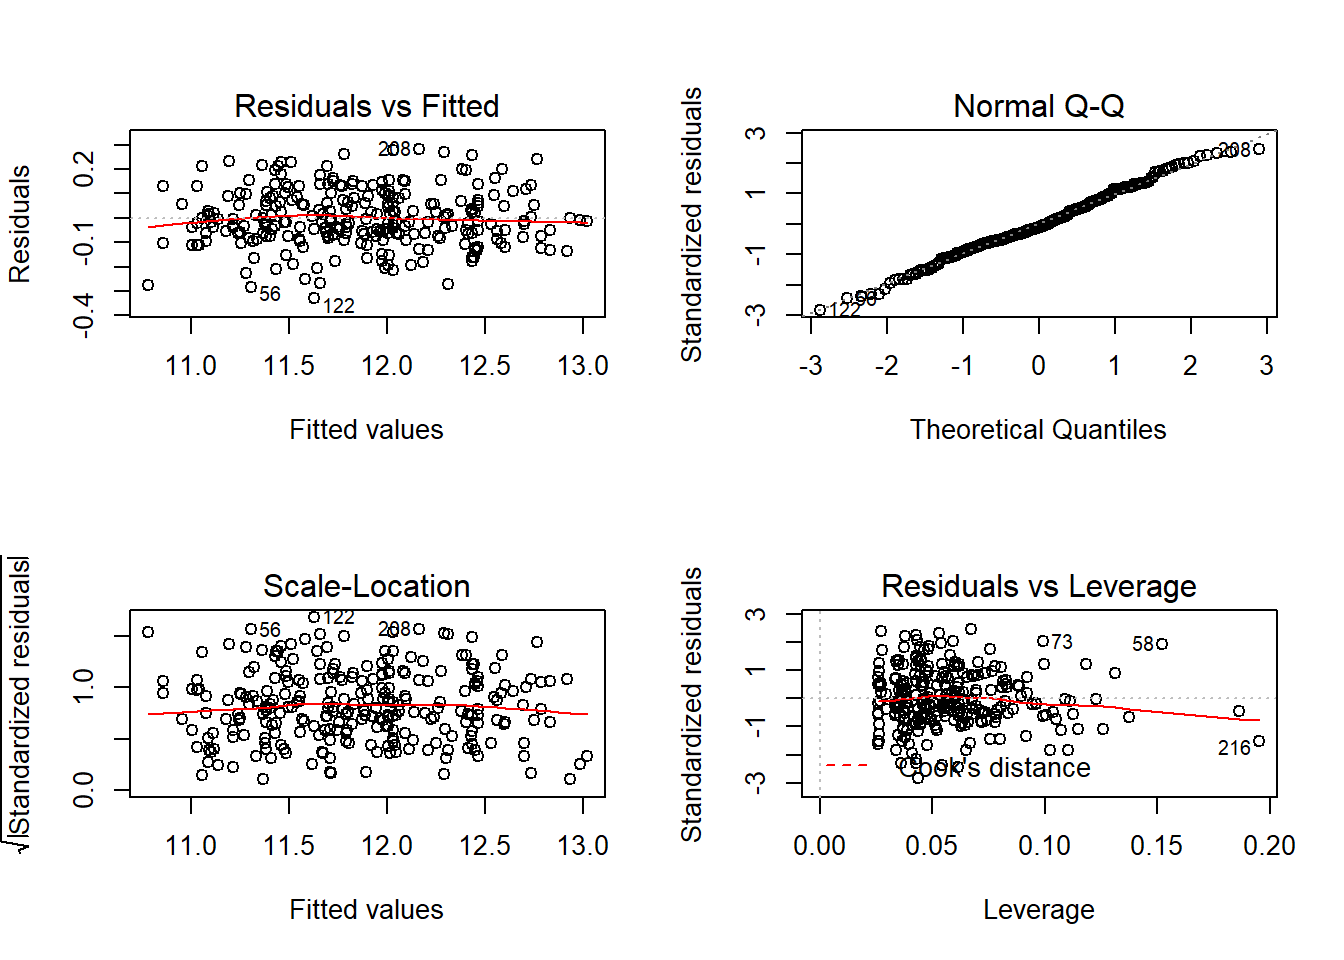 Residuals vs Fitted
Residuals
0.2
-0.1
-0.4
208
56
122
11.0 11.5 12.0 12.5 13.0
Fitted values
Normal Q-Q
Standardized residuals
3
1
-1
-3
208
56
122
-3 -2 -1 0 1 2 3
Theoretical Quantiles
Scale-Location
√|Standardized residuals|
1.0
0.0
56
122
208
11.0 11.5 12.0 12.5 13.0
Fitted values
Residuals vs Leverage
Standardized residuals
3
1
-1
-3
73
58
216
Cook's distance
0.00 0.05 0.10 0.15 0.20
Leverage